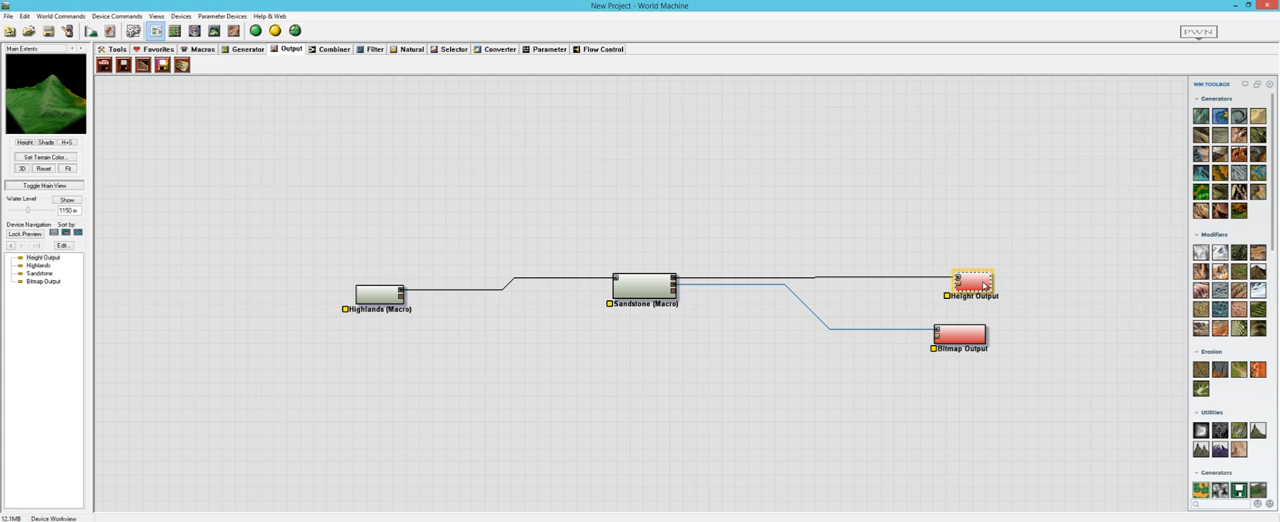 New Project - World Machine
File Edit World Commands Device Commands Views Devices Parameter Devices Help & Web
PWN
Main Extents
Tools Favorites Macros Generator Output Combiner Filter Natural Selector Converter Parameter Flow Control
WM TOOLBOX
Generators
Height Shade H+S
Set Terrain Color...
3D Reset Fit
Toggle Main View
Water Level Show
1150 m
Device Navigation Sort by:
Lock Preview
Edit...
Height Output
Highlands
Sandstone
Bitmap Output
Highlands (Macro)
Sandstone (Macro)
Height Output
Bitmap Output
Modifiers
Erosion
Utilities
Generators
12.1MB Device Workview